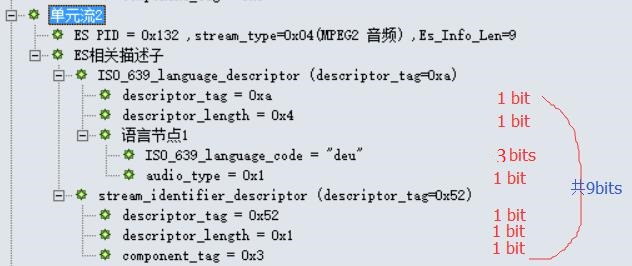 component_tag = 0x
单元流2
ES PID = 0x132 ,stream_type=0x04(MPEG2 音频) ,Es_Info_Len=9
ES相关描述子
ISO_639_language_descriptor (descriptor_tag=0xa)
descriptor_tag = 0xa 1 bit
descriptor_length = 0x4 1 bit
语言节点1
ISO_639_language_code = "deu" 3 bits
audio_type = 0x1 1 bit
共9bits
stream_identifier_descriptor (descriptor_tag=0x52)
descriptor_tag = 0x52 1 bit
descriptor_length = 0x1 1 bit
component_tag = 0x3 1 bit